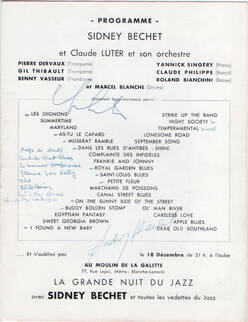 - PROGRAMME -
SIDNEY BECHET
et Claude LUTER et son orchestre
PIERRE DERVAUX (Trompette)
GIL THIBAULT (Trompette)
BENNY VASSEUR (Trombone)
YANNICK SINGÉRY (Piano)
CLAUDE PHILIPPE (Banjo)
ROLAND BIANCHINI (Basse)
et MARCEL BLANCHE (Drums)
LES OIGNONS
SUMMERTIME
MARYLAND
AS-TU LE CAFARD
MUSKRAT RAMBLE
STRIKE UP THE BAND
HIGHT SOCIETY
TEMPERAMENTAL
LONESOME ROAD
SEPTEMBER SONG
DANS LES RUES D'ANTIBES
SHINE
COMPLAINTE DES INFIDÈLES
FRANKIE AND JOHNNY
ROYAL GARDEN BLUES
SAINT-LOUIS BLUES
PETITE FLEUR
MARCHAND DE POISSONS
CANAL STREET BLUES
ON THE SUNNY SIDE OF THE STREET
BUDDY BOLDEN STOMP
EGYPTIAN FANTASY
SWEET GEORGIA BROWN
I FOUND A NEW BABY
OL' MAN RIVER
CARELESS LOVE
APPLE BLUES
DEAR OLD SOUTHLAND
Et n'oubliez pas
le 18 Décembre de 21 h. à l'aube
AU MOULIN DE LA GALETTE
77, Rue Lepic, (Métro : Blanche-Lamarck)
LA GRANDE NUIT DU JAZZ
avec SIDNEY BECHET et toutes les vedettes du Jazz